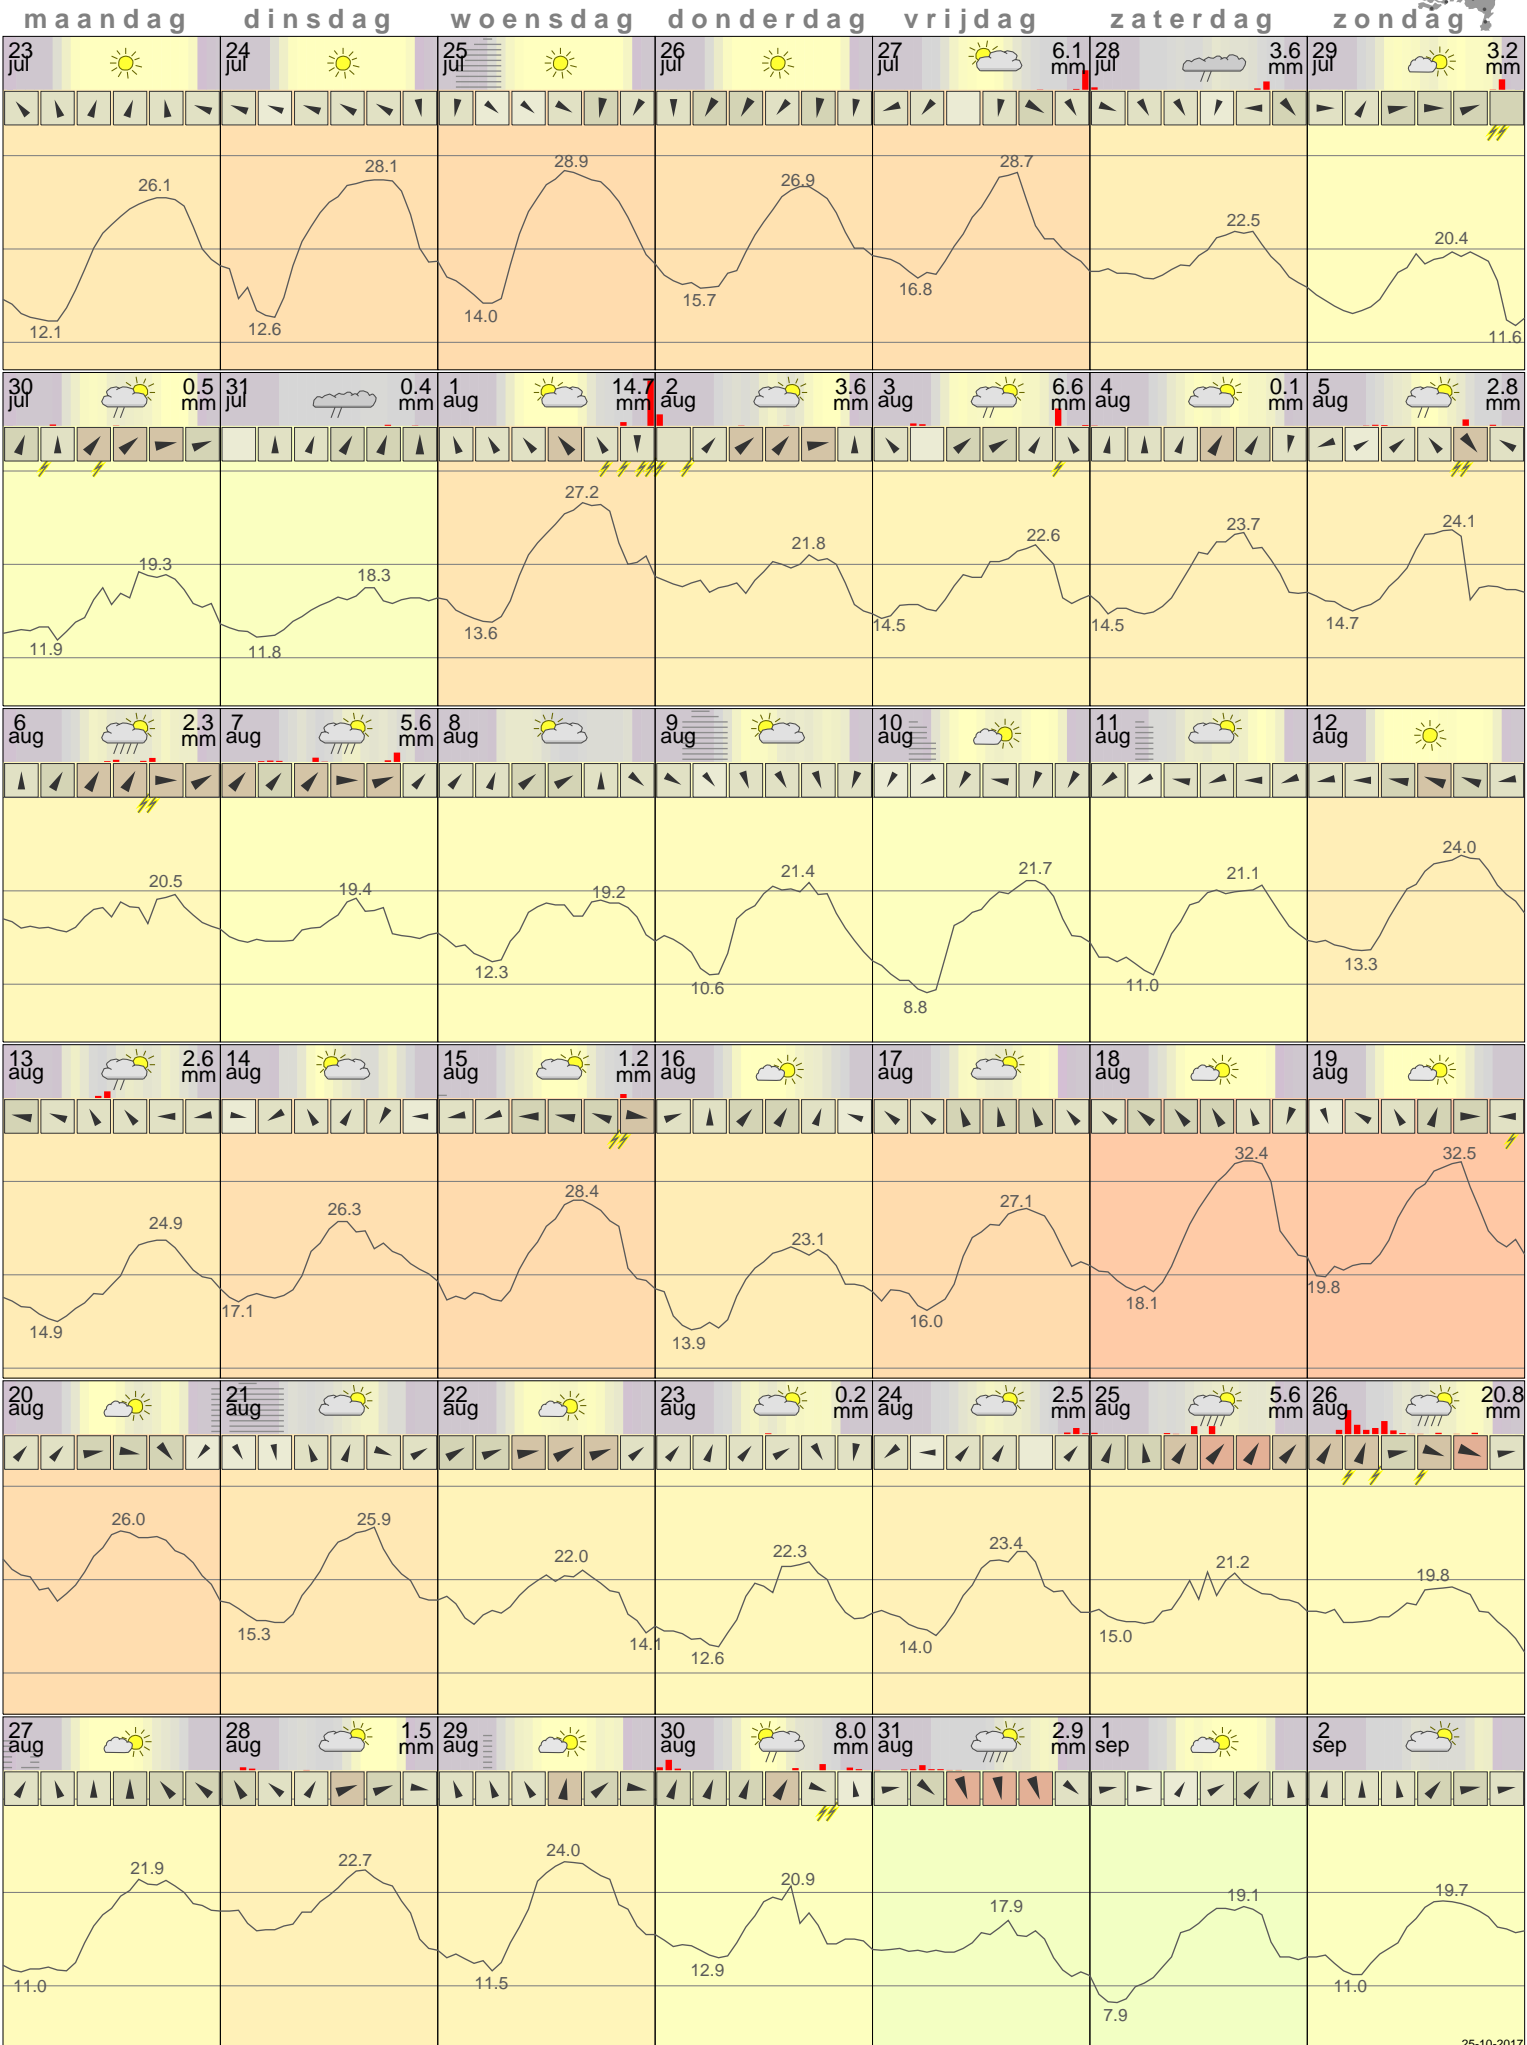 maandag dinsdag woensdag donderdag vrijdag zaterdag zondag
23 24 25 26 27 6.1 28 3.6 29 3.2
jul jul jul jul jul mm jul mm jul mm
26.1 28.1 28.9 26.9 28.7 22.5 20.4
12.1 12.6 14.0 15.7 16.8 11.6
30 0.5 31 0.4 1 14.7 2 3.6 3 6.6 4 0.1 5 2.8
jul mm jul mm aug mm aug mm aug mm aug mm aug mm
19.3 18.3 27.2 21.8 22.6 23.7 24.1
11.9 11.8 13.6 14.5 14.5 14.7
6 2.3 7 5.6 8 9 10 11 12
aug mm aug mm aug aug aug aug aug
20.5 19.4 19.2 21.4 21.7 21.1 24.0
12.3 10.6 8.8 11.0 13.3
13 2.6 14 15 1.2 16 17 18 19
aug mm aug aug mm aug aug aug aug
24.9 26.3 28.4 23.1 27.1 32.4 32.5
14.9 17.1 13.9 16.0 18.1 19.8
20 21 22 23 0.2 24 2.5 25 5.6 26 20.8
aug aug aug aug mm aug mm aug mm aug mm
26.0 25.9 22.0 22.3 23.4 21.2 19.8
15.3 14.1 12.6 14.0 15.0
27 28 1.5 29 30 8.0 31 2.9 1 2
aug aug mm aug aug mm aug mm sep sep
21.9 22.7 24.0 20.9 17.9 19.1 19.7
11.0 11.5 12.9 7.9 11.0
25-10-2017